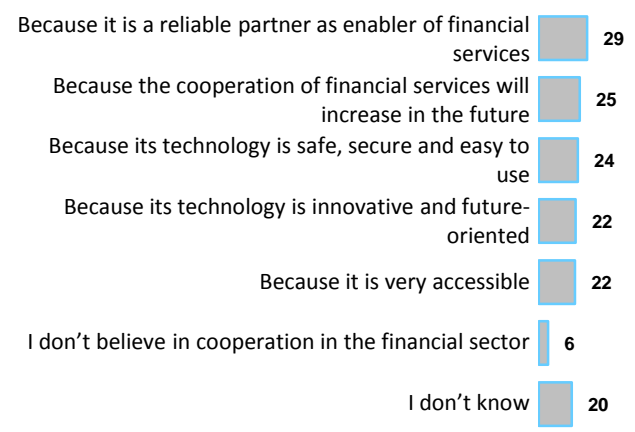 Because it is a reliable partner as enabler of financial
services
29
Because the cooperation of financial services will
increase in the future
25
Because its technology is safe, secure and easy to
use
24
Because its technology is innovative and future-
oriented
22
Because it is very accessible
22
I don’t believe in cooperation in the financial sector
6
I don’t know
20